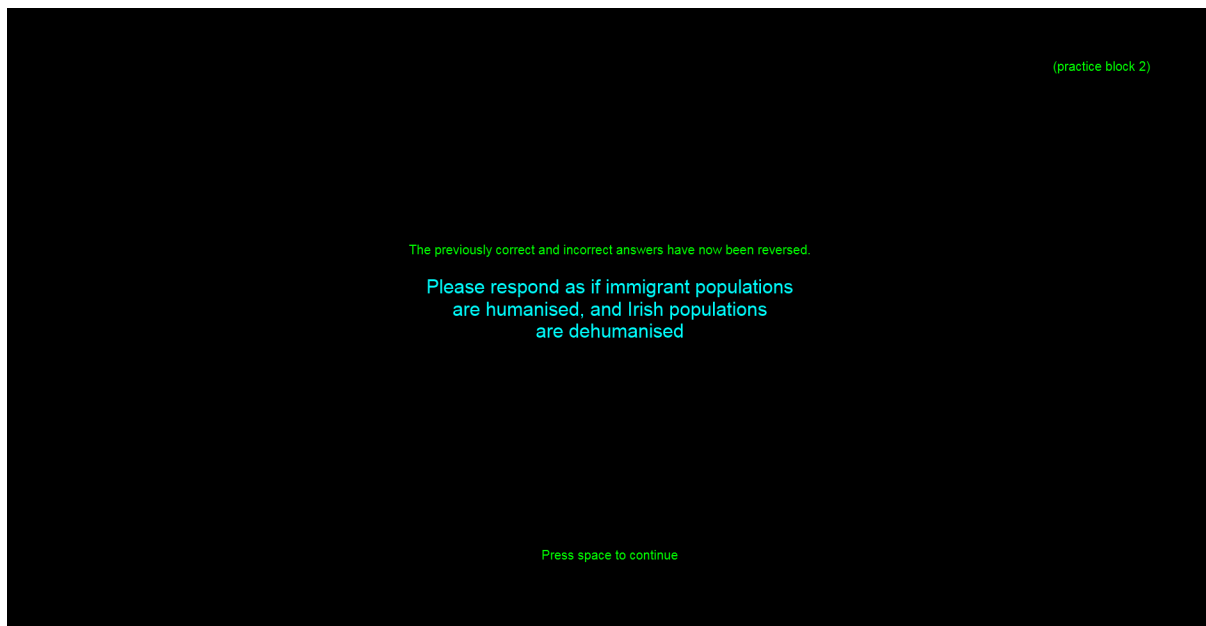 (practice block 2)
The previously correct and incorrect answers have now been reversed.
Please respond as if immigrant populations
are humanised, and Irish populations
are dehumanised
Press space to continue